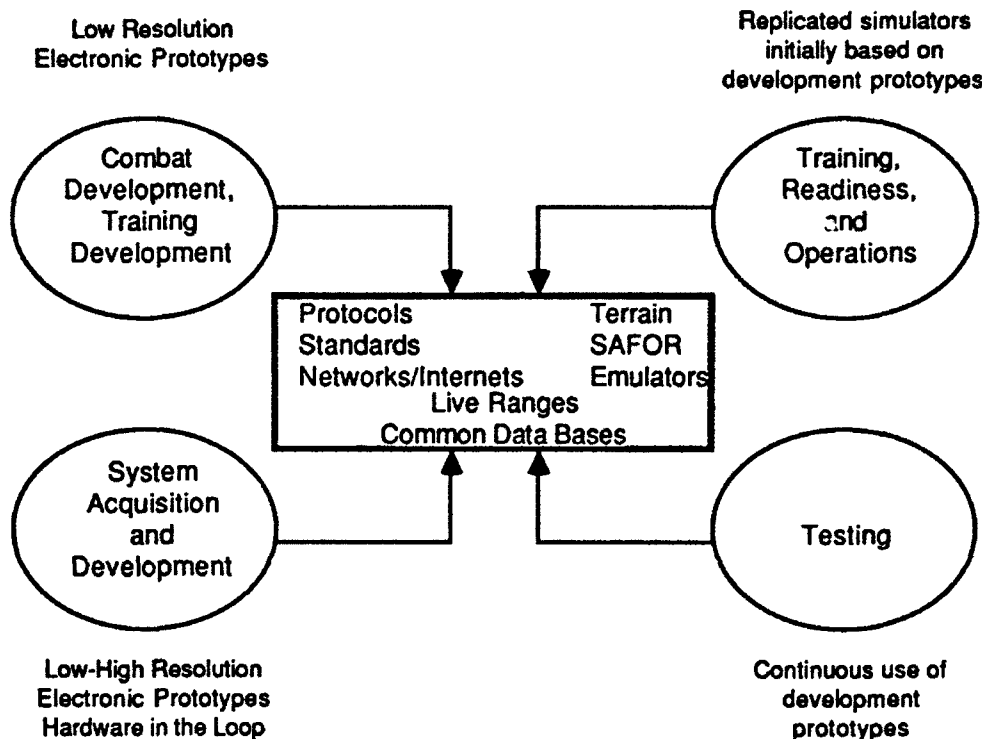 Low Resolution
Electronic Prototypes
Replicated simulators
initially based on
development prototypes
Combat
Development,
Training
Development
Training,
Readiness,
and
Operations
Protocols
Terrain
Standards
SAFOR
Networks/Internets
Emulators
Live Ranges
Common Data Bases
System
Acquisition
and
Development
Testing
Low-High Resolution
Electronic Prototypes
Hardware in the Loop
Continuous use of
development
prototypes